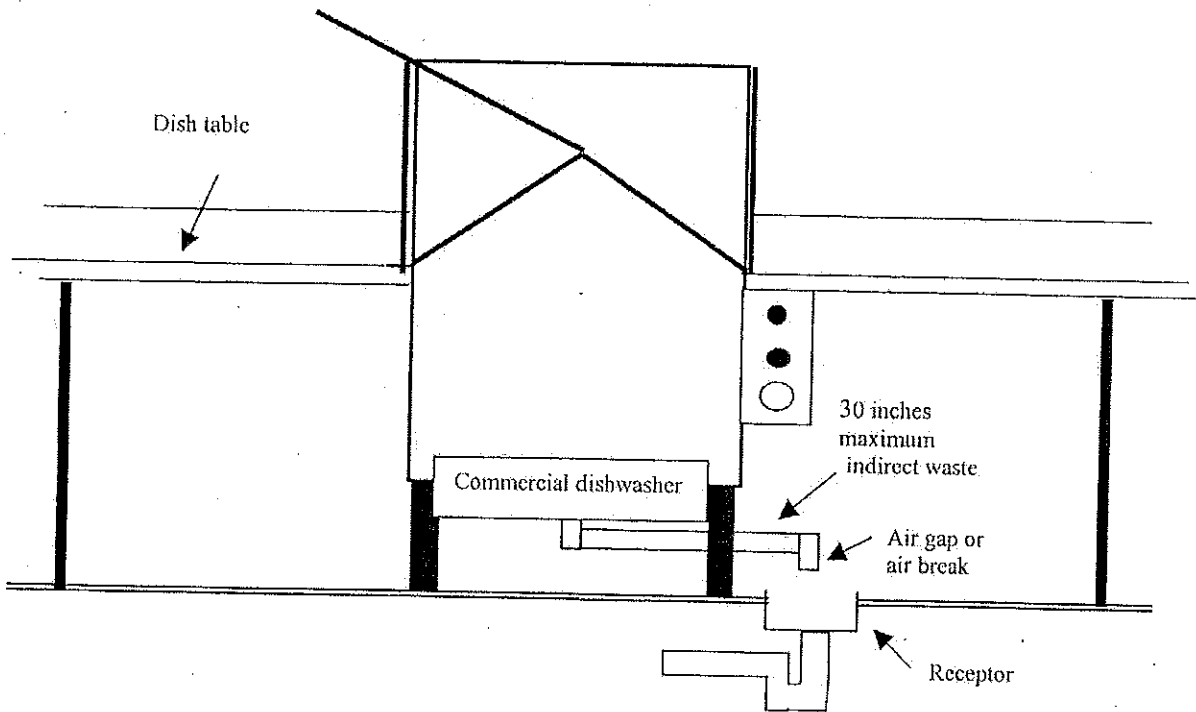 Dish table
30 inches
maximum
indirect waste
Commercial dishwasher
Air gap or
air break
Receptor